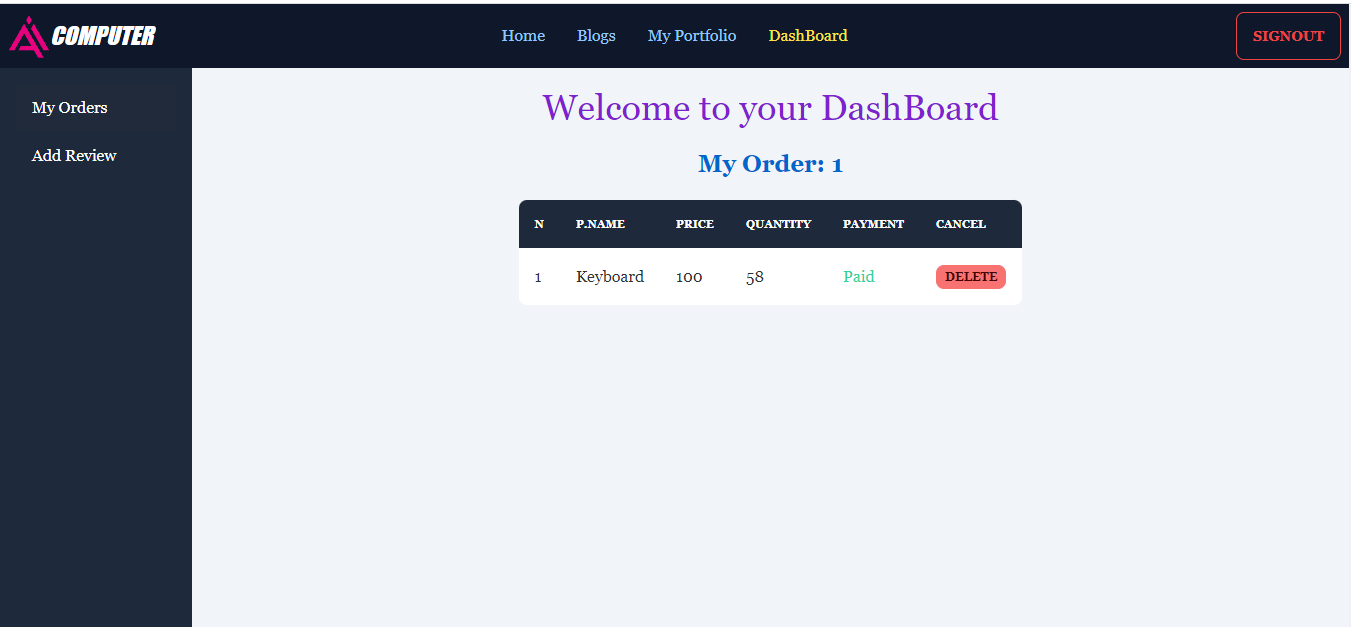 COMPUTER Home Blogs My Portfolio DashBoard SIGNOUT
My Orders
Add Review
Welcome to your DashBoard
My Order: 1
N P.NAME PRICE QUANTITY PAYMENT CANCEL
1 Keyboard 100 58 Paid DELETE